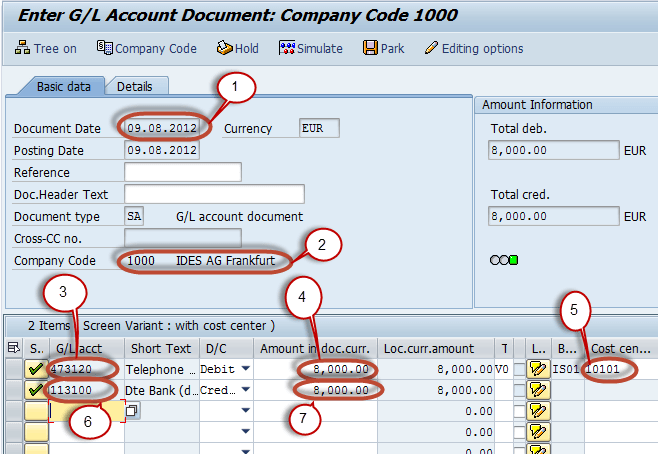 Enter G/L Account Document: Company Code 1000
Tree on Company Code Hold Simulate Park Editing options
Basic data Details 1
Amount Information
Document Date 09.08.2012 Currency EUR
Total deb.
Posting Date 09.08.2012
8,000.00 EUR
Reference
Doc.Header Text
Total cred.
Document type SA G/L account document
8,000.00 EUR
Cross-CC no.
2
Company Code 1000 IDES AG Frankfurt
3 4 5
2 Items ( Screen Variant : with cost center )
S.. G/L acct Short Text D/C Amount in doc.curr. Loc.curr.amount T L.. B... Cost cen...
473120 Telephone ... Debit 8,000.00 8,000.00 V0 IS01 10101
113100 Dte Bank (d... Cred... 8,000.00 8,000.00
0.00
6 7
0.00
0.00